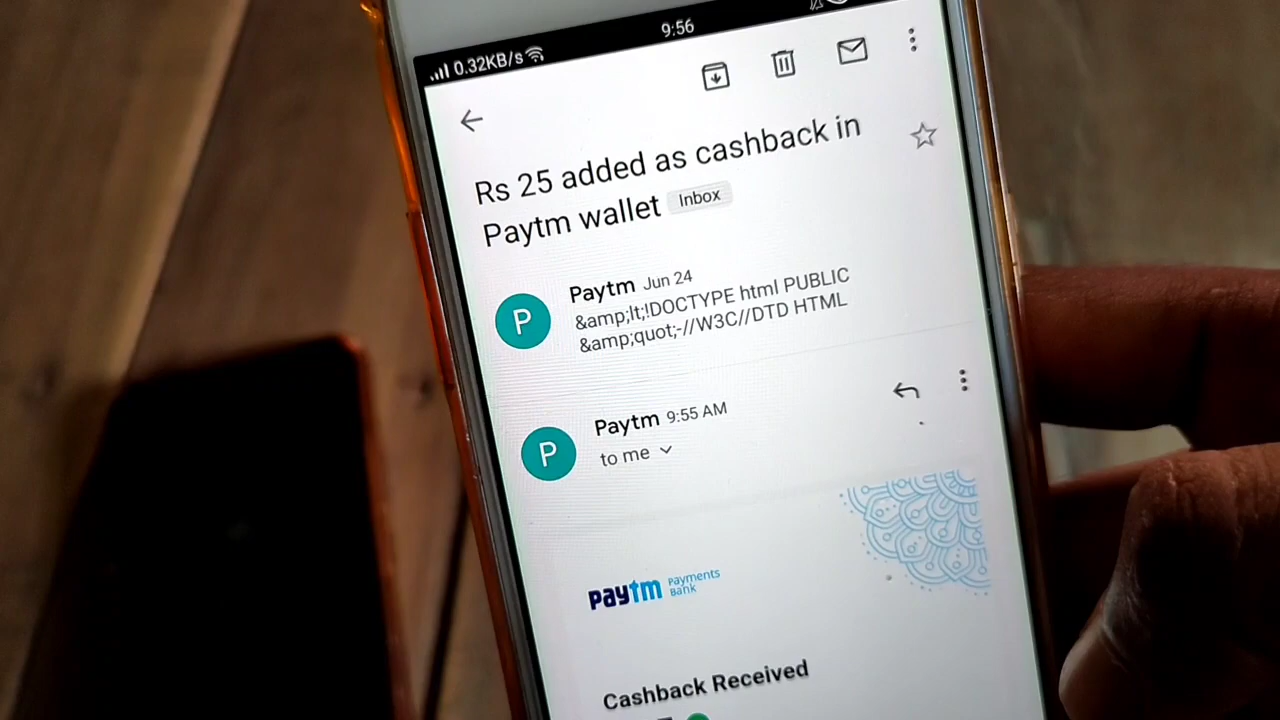 0.32KB/s
9:56
Rs 25 added as cashback in
Paytm wallet Inbox
P
Paytm Jun 24
&amp;lt;!DOCTYPE html PUBLIC
&amp;quot;-//W3C//DTD HTML
P
Paytm 9:55 AM
to me
paytm Payments
Bank
Cashback Received